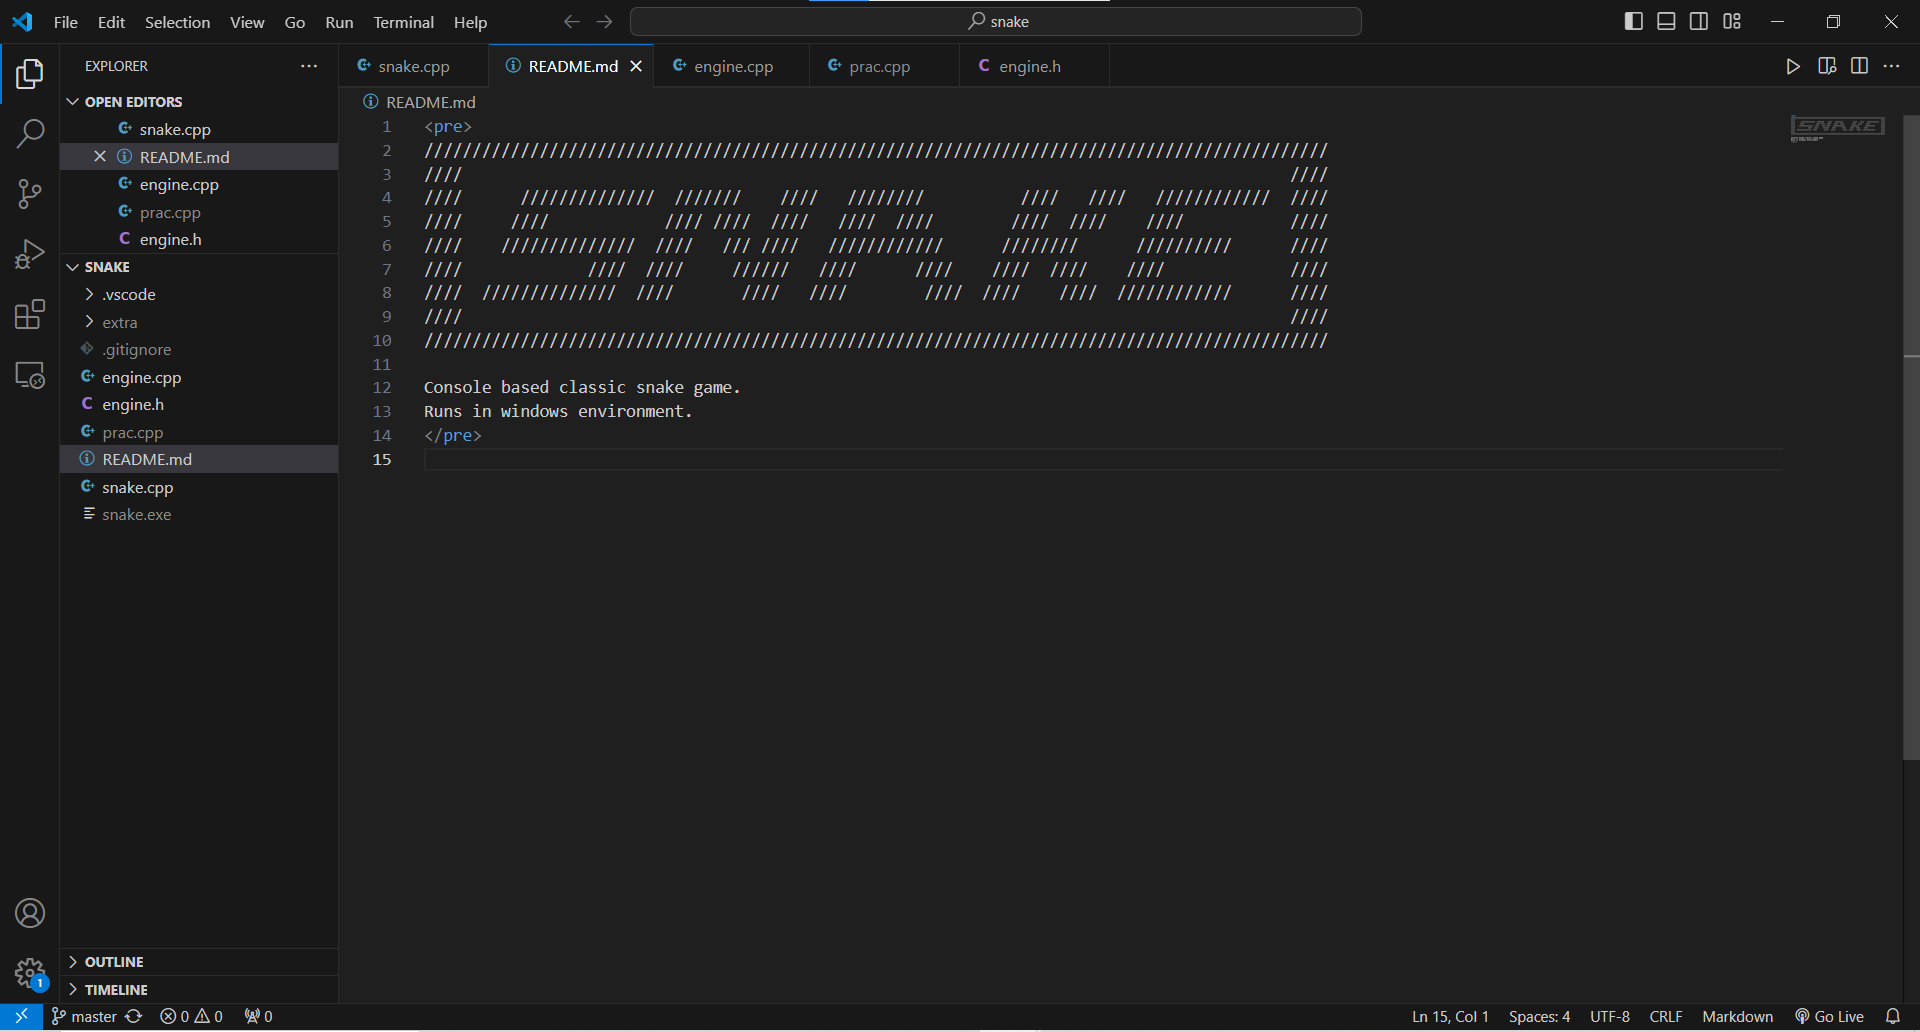 File Edit Selection View Go Run Terminal Help
snake
EXPLORER
OPEN EDITORS
snake.cpp
README.md
engine.cpp
prac.cpp
engine.h
SNAKE
.vscode
extra
.gitignore
engine.cpp
engine.h
prac.cpp
README.md
snake.cpp
snake.exe
OUTLINE
TIMELINE
snake.cpp README.md engine.cpp prac.cpp engine.h
README.md
1 <pre>
2 //////////////////////////////////////////////////////////////////////////////////////////////
3 ////                                                                                      ////
4 ////      //////////////  ///////    ////   ////////          ////   ////   ////////////  ////
5 ////     ////            //// ////  ////   ////  ////        ////  ////    ////           ////
6 ////    //////////////  ////   /// ////   ////////////      ////////      //////////      ////
7 ////             ////  ////     //////   ////      ////    ////  ////    ////             ////
8 ////  //////////////  ////       ////   ////        ////  ////    ////  ////////////      ////
9 ////                                                                                      ////
10 //////////////////////////////////////////////////////////////////////////////////////////////
11
12 Console based classic snake game.
13 Runs in windows environment.
14 </pre>
15
1
master 0 0 0 Ln 15, Col 1 Spaces: 4 UTF-8 CRLF Markdown Go Live